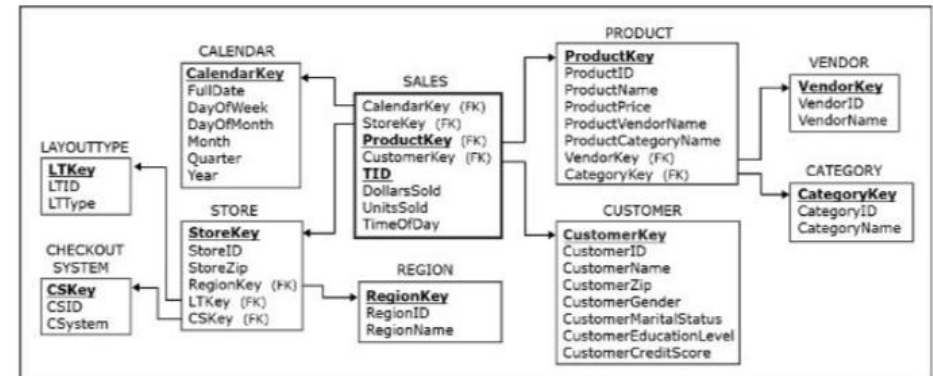 CALENDAR
CalendarKey
FullDate
DayOfWeek
DayOfMonth
Month
Quarter
Year
SALES
CalendarKey (FK)
StoreKey (FK)
ProductKey (FK)
CustomerKey (FK)
TID
DollarsSold
UnitsSold
TimeOfDay
PRODUCT
ProductKey
ProductID
ProductName
ProductPrice
ProductVendorName
ProductCategoryName
VendorKey (FK)
CategoryKey (FK)
VENDOR
VendorKey
VendorID
VendorName
LAYOUTTYPE
LTKey
LTID
LTType
STORE
StoreKey
StoreID
StoreZip
RegionKey (FK)
LTKey (FK)
CSKey (FK)
CUSTOMER
CustomerKey
CustomerID
CustomerName
CustomerZip
CustomerGender
CustomerMaritalStatus
CustomerEducationLevel
CustomerCreditScore
CATEGORY
CategoryKey
CategoryID
CategoryName
CHECKOUT
SYSTEM
CSKey
CSID
CSystem
REGION
RegionKey
RegionID
RegionName